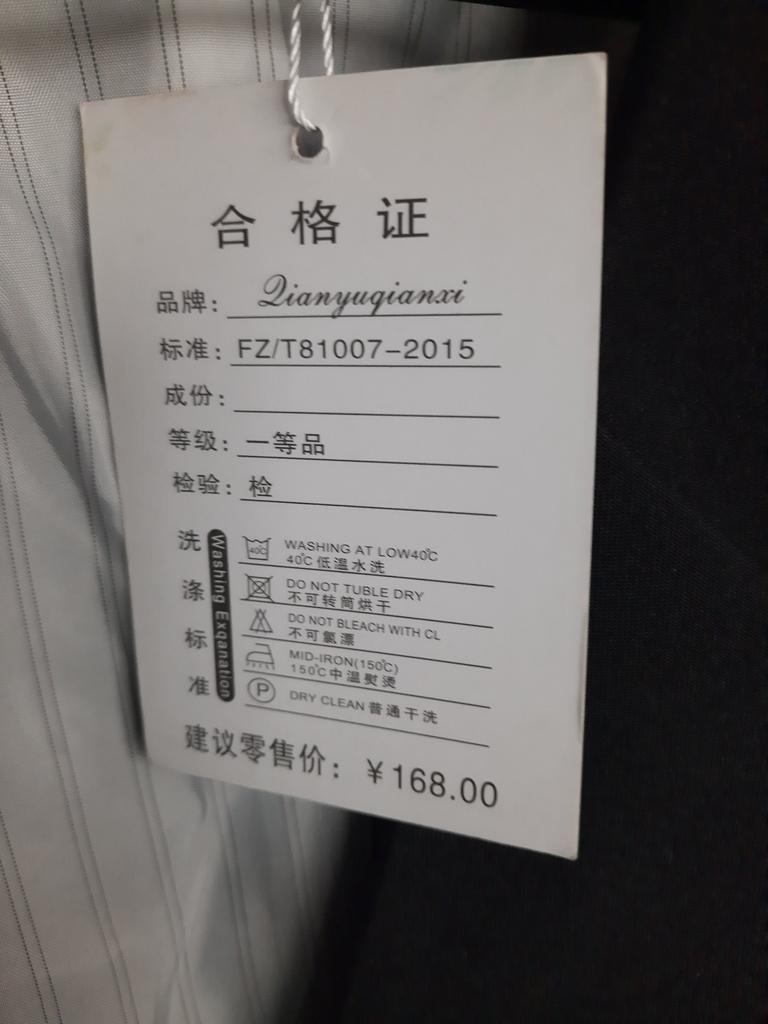 合格证
品牌: Qianyuqianxi
标准: FZ/T81007-2015
成份:
等级: 一等品
检验: 检
洗涤标准
Washing Exqanation
40℃ WASHING AT LOW40℃
40℃低温水洗
DO NOT TUBLE DRY
不可转筒烘干
DO NOT BLEACH WITH CL
不可氯漂
MID-IRON(150℃)
150℃中温熨烫
P DRY CLEAN 普通干洗
建议零售价: ¥168.00